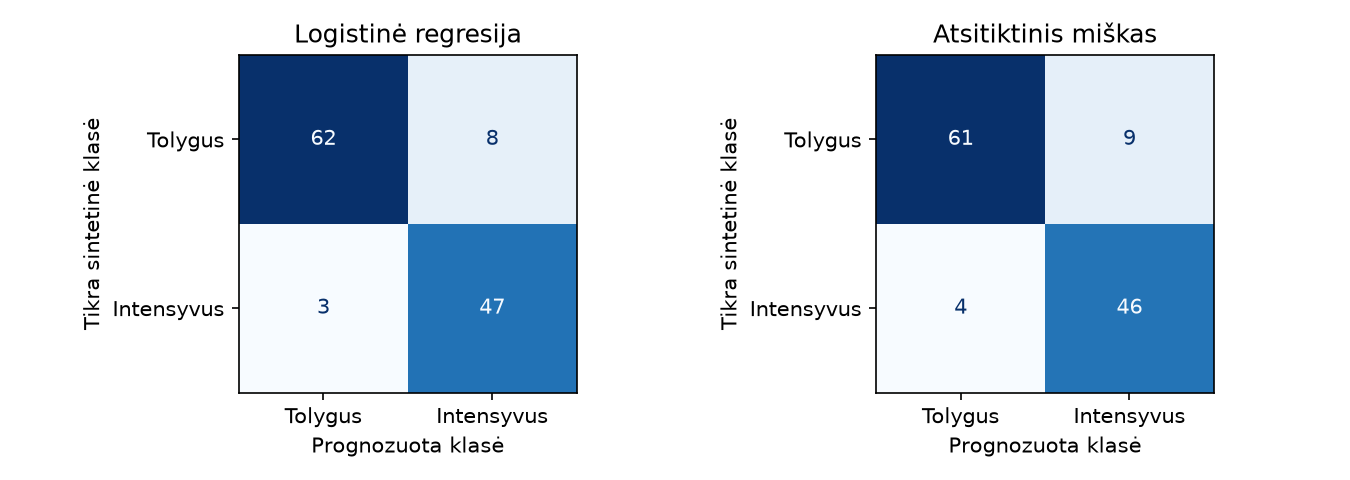 Logistinė regresija
Tikra sintetinė klasė
Tolygus
62
8
Intensyvus
3
47
Tolygus
Intensyvus
Prognozuota klasė
Atsitiktinis miškas
Tikra sintetinė klasė
Tolygus
61
9
Intensyvus
4
46
Tolygus
Intensyvus
Prognozuota klasė